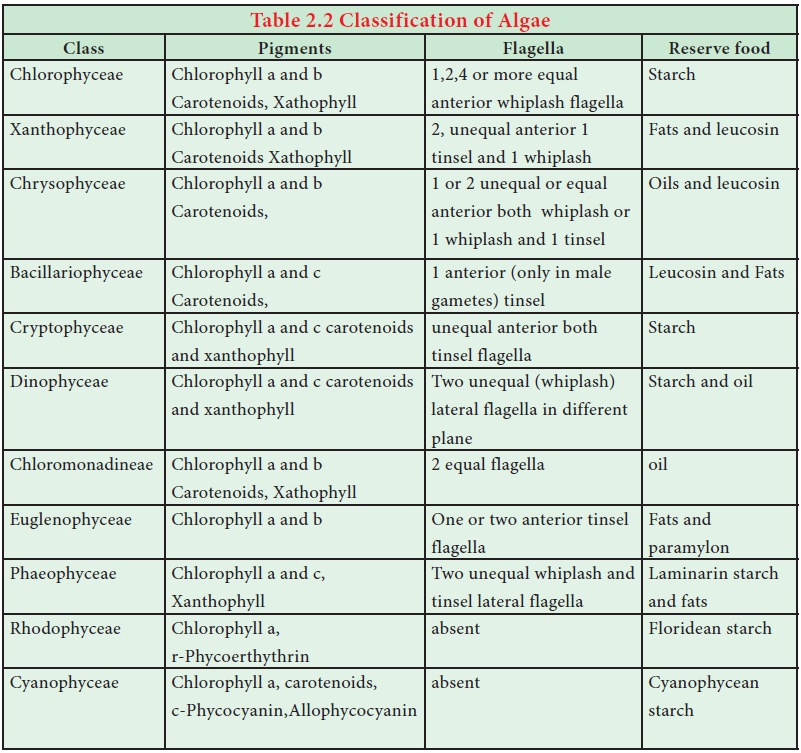 Table 2.2 Classification of Algae
Class Pigments Flagella Reserve food
Chlorophyceae Chlorophyll a and b 1,2,4 or more equal Starch
Carotenoids, Xathophyll anterior whiplash flagella
Xanthophyceae Chlorophyll a and b 2, unequal anterior 1 Fats and leucosin
Carotenoids Xathophyll tinsel and 1 whiplash
Chrysophyceae Chlorophyll a and b 1 or 2 unequal or equal Oils and leucosin
Carotenoids, anterior both whiplash or
1 whiplash and 1 tinsel
Bacillariophyceae Chlorophyll a and c 1 anterior (only in male Leucosin and Fats
Carotenoids, gametes) tinsel
Cryptophyceae Chlorophyll a and c carotenoids unequal anterior both Starch
and xanthophyll tinsel flagella
Dinophyceae Chlorophyll a and c carotenoids Two unequal (whiplash) Starch and oil
and xanthophyll lateral flagella in different
plane
Chloromonadineae Chlorophyll a and b 2 equal flagella oil
Carotenoids, Xathophyll
Euglenophyceae Chlorophyll a and b One or two anterior tinsel Fats and
flagella paramylon
Phaeophyceae Chlorophyll a and c, Two unequal whiplash and Laminarin starch
Xanthophyll tinsel lateral flagella and fats
Rhodophyceae Chlorophyll a, absent Floridean starch
r-Phycoerthythrin
Cyanophyceae Chlorophyll a, carotenoids, absent Cyanophycean
c-Phycocyanin,Allophycocyanin starch